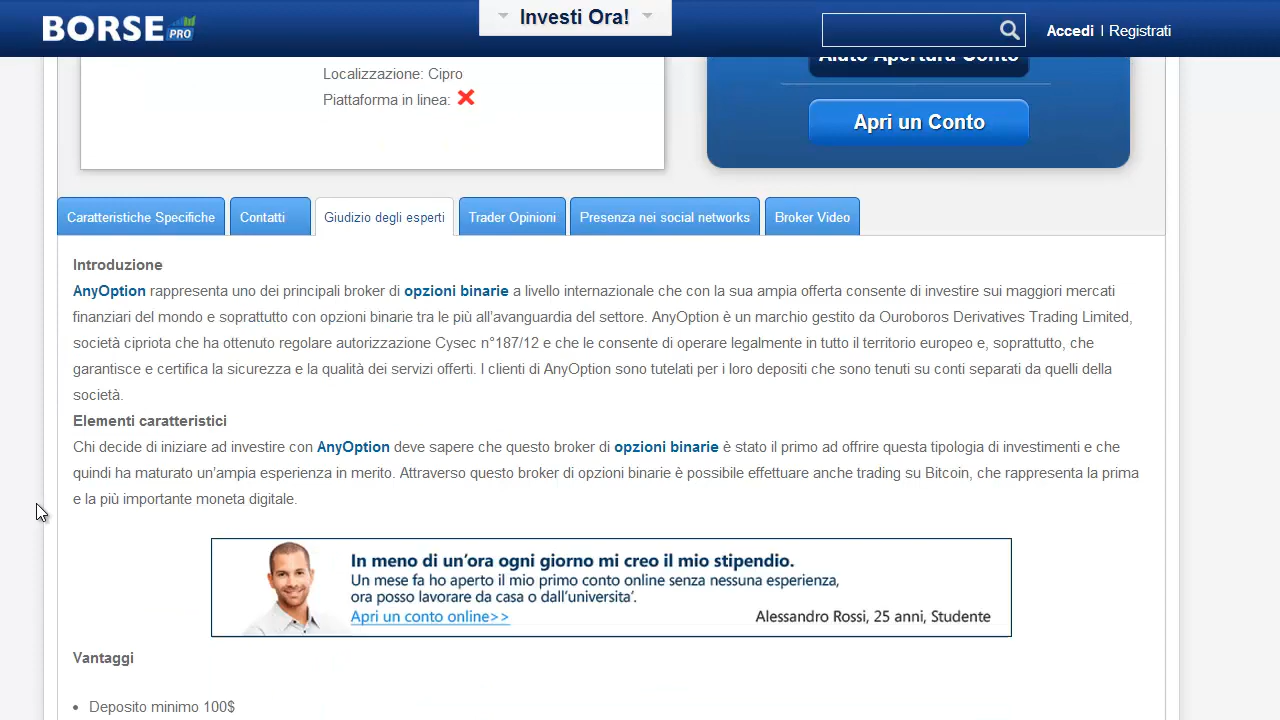 BORSE PRO
Investi Ora!
Accedi | Registrati
Localizzazione: Cipro
Piattaforma in linea:
Aiuto Apertura Conto
Apri un Conto
Caratteristiche Specifiche
Contatti
Giudizio degli esperti
Trader Opinioni
Presenza nei social networks
Broker Video
Introduzione
AnyOption rappresenta uno dei principali broker di opzioni binarie a livello internazionale che con la sua ampia offerta consente di investire sui maggiori mercati
finanziari del mondo e soprattutto con opzioni binarie tra le più all'avanguardia del settore. AnyOption è un marchio gestito da Ouroboros Derivatives Trading Limited,
società cipriota che ha ottenuto regolare autorizzazione Cysec n°187/12 e che le consente di operare legalmente in tutto il territorio europeo e, soprattutto, che
garantisce e certifica la sicurezza e la qualità dei servizi offerti. I clienti di AnyOption sono tutelati per i loro depositi che sono tenuti su conti separati da quelli della
società.
Elementi caratteristici
Chi decide di iniziare ad investire con AnyOption deve sapere che questo broker di opzioni binarie è stato il primo ad offrire questa tipologia di investimenti e che
quindi ha maturato un'ampia esperienza in merito. Attraverso questo broker di opzioni binarie è possibile effettuare anche trading su Bitcoin, che rappresenta la prima
e la più importante moneta digitale.
In meno di un'ora ogni giorno mi creo il mio stipendio.
Un mese fa ho aperto il mio primo conto online senza nessuna esperienza,
ora posso lavorare da casa o dall'universita'.
Apri un conto online>>
Alessandro Rossi, 25 anni, Studente
Vantaggi
• Deposito minimo 100$